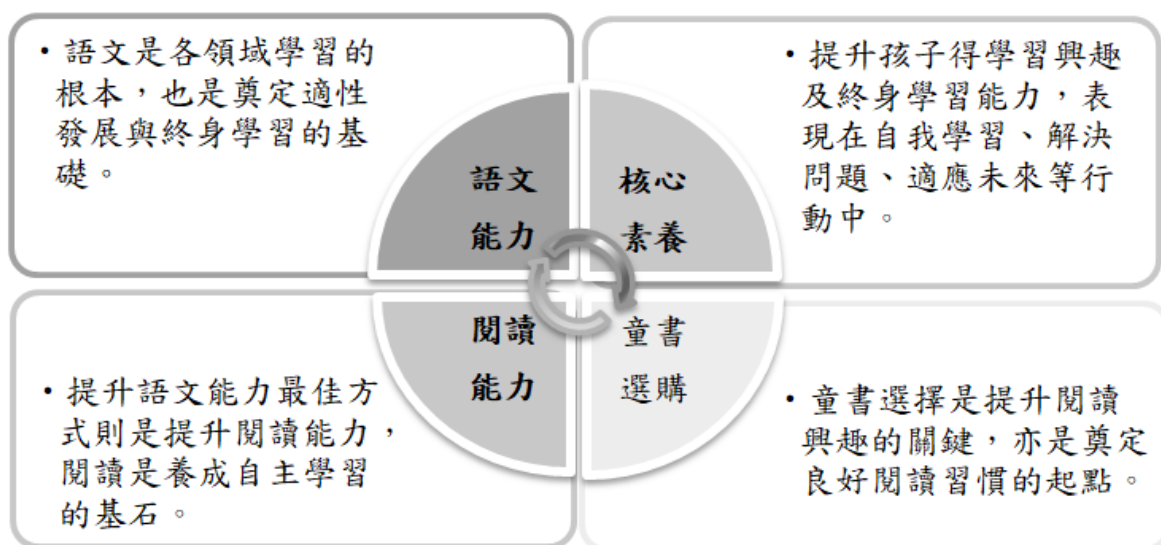 • 語文是各領域學習的
根本，也是奠定適性
發展與終身學習的基
礎。
語文
能力
核心
素養
• 提升孩子得學習興趣
及終身學習能力，表
現在自我學習、解決
問題、適應未來等行
動中。
• 提升語文能力最佳方
式則是提升閱讀能力，
閱讀是養成自主學習
的基石。
閱讀
能力
童書
選購
• 童書選擇是提升閱讀
興趣的關鍵，亦是奠定
良好閱讀習慣的起點。